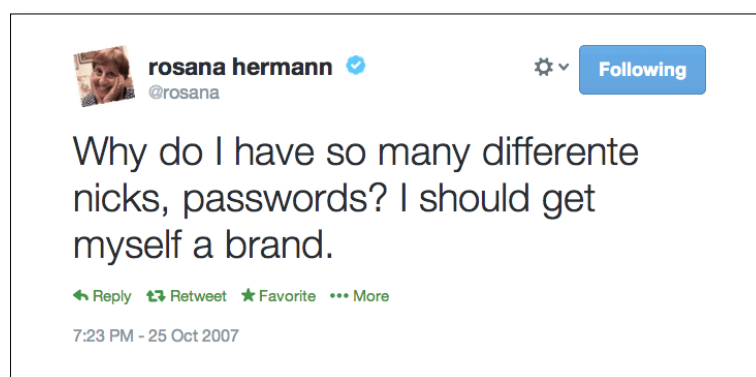 rosana hermann
@rosana
Following
Why do I have so many differente
nicks, passwords? I should get
myself a brand.
Reply Retweet Favorite More
7:23 PM - 25 Oct 2007